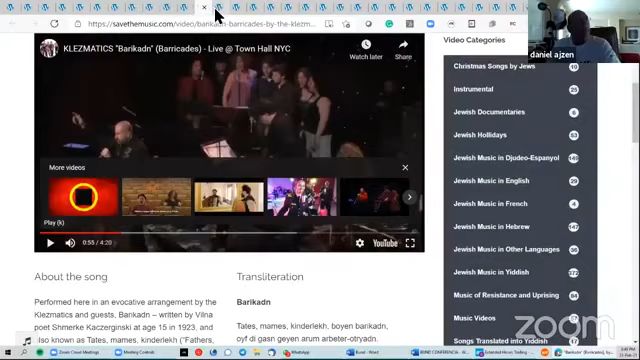 https://savethemusic.com/video/barikadn-barricades-by-the-klezm...
daniel ajzen
KLEZMATICS "Barikadn" (Barricades) - Live @ Town Hall NYC
Watch later
Share
More videos
Play (k)
0:55 / 4:20
YouTube
Video Categories
Christmas Songs by Jews
Instrumental
Jewish Documentaries
Jewish Hollidays
Jewish Music in Djudeo-Espanyol
Jewish Music in English
Jewish Music in French
Jewish Music in Hebrew
Jewish Music in Other Languages
Jewish Music in Yiddish
Music of Resistance and Uprising
Music Videos
Songs Translated into Yiddish
About the song
Performed here in an evocative arrangement by the
Klezmatics and guests, Barikadn – written by Vilna
poet Shmerke Kaczerginski at age 15 in 1923, and
also known as Tates, mames, kinderlekh ("Fathers,
Transliteration
Barikadn
Tates, mames, kinderlekh, boyen barikadn,
oyf di gasn geyen arum arbeter-otryadn.
zoom
Zoom Cloud Meetings
Meeting Controls
WhatsApp
Bund - Word